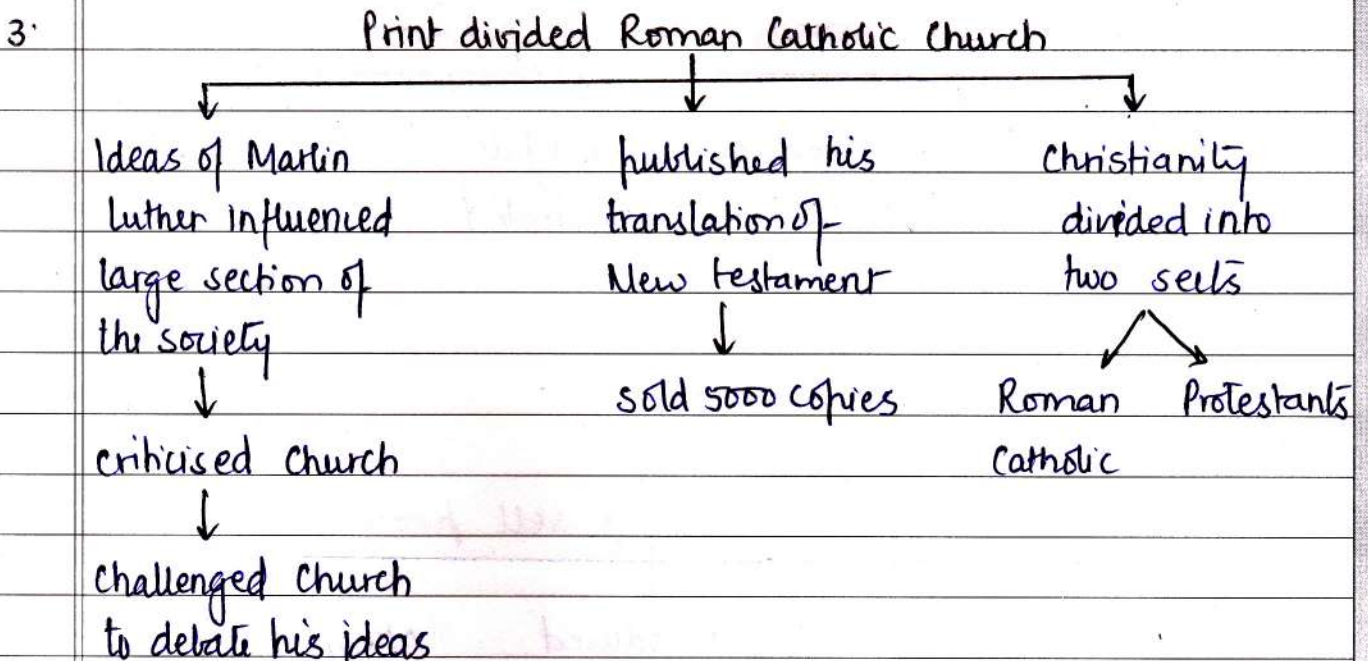 3.
Print divided Roman Catholic Church
Ideas of Martin
luther influenced
large section of
the society
criticised church
challenged church
to debate his ideas
published his
translation of
New testament
sold 5000 copies
Christianity
divided into
two sects
Roman
Catholic
Protestants